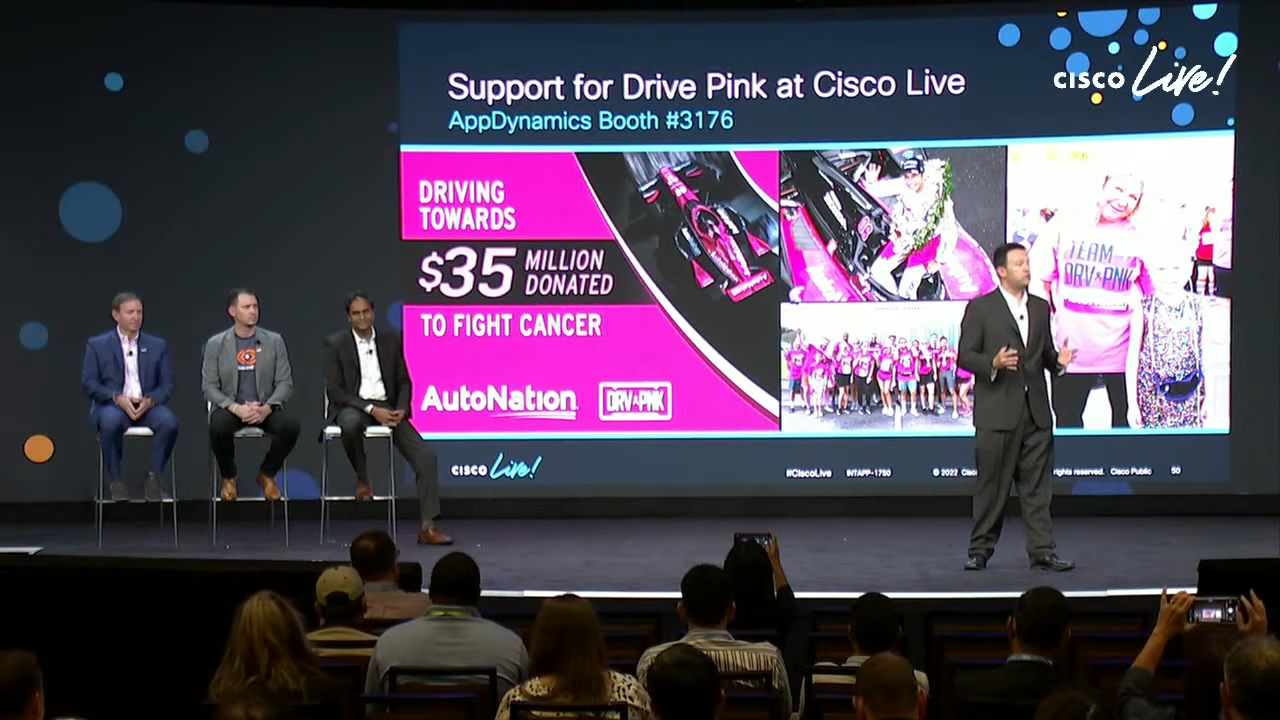 Support for Drive Pink at Cisco Live
AppDynamics Booth #3176
CISCO Live!
DRIVING
TOWARDS
$35 MILLION
DONATED
TO FIGHT CANCER
AutoNation
DRV PNK
TEAM
DRV PNK
CISCO Live!
#CiscoLive INTAPP-1750 © 2022 rights reserved. Cisco Public 50